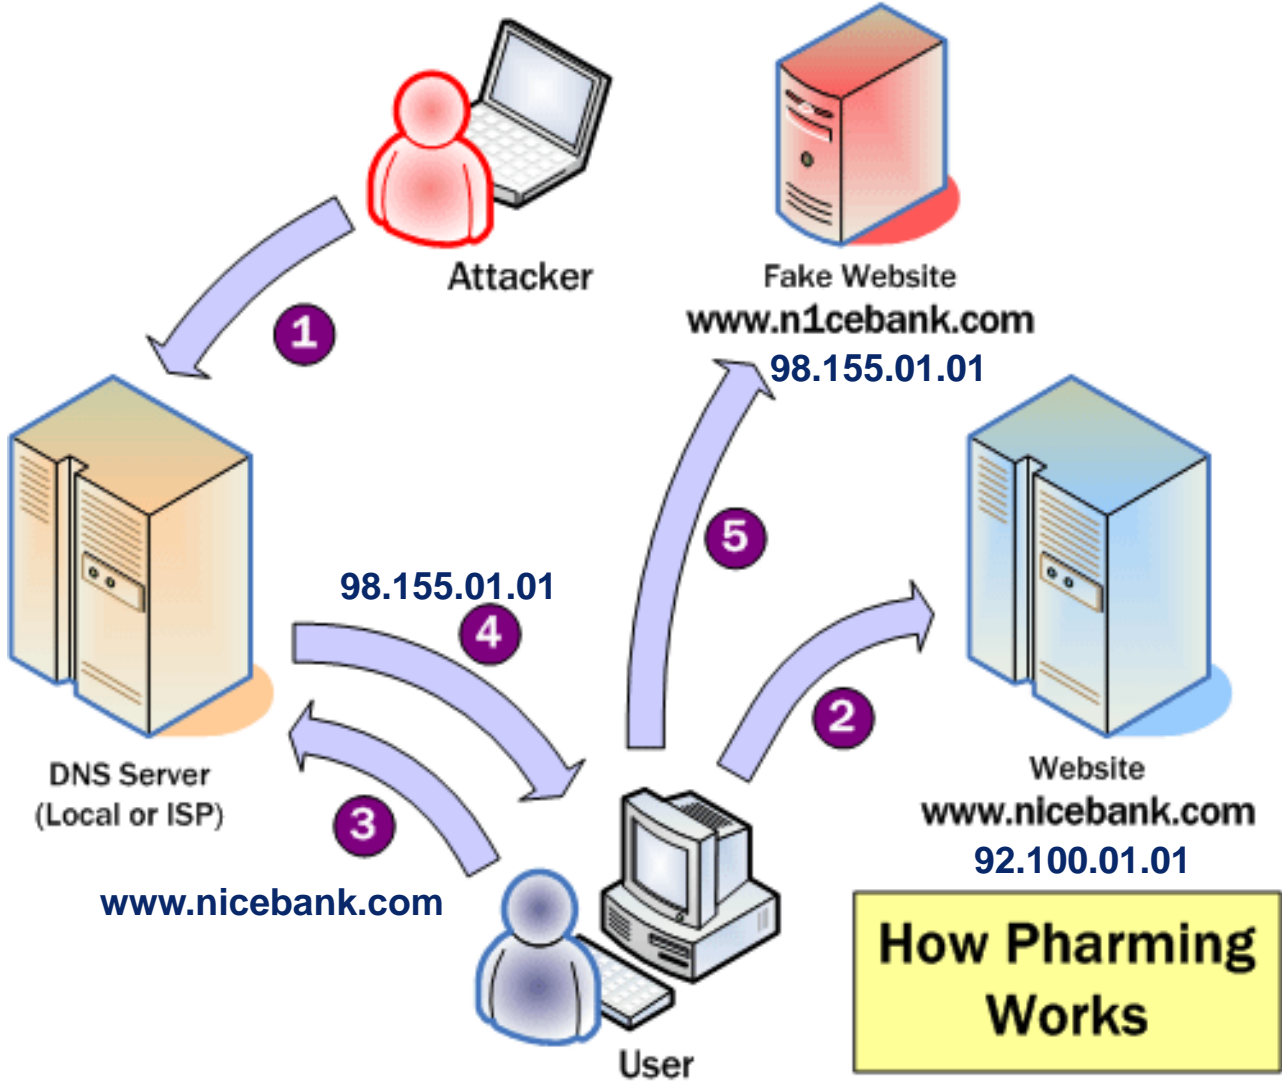 Attacker
Fake Website
www.n1cebank.com
98.155.01.01
1
5
98.155.01.01
4
2
DNS Server
(Local or ISP)
3
www.nicebank.com
Website
www.nicebank.com
92.100.01.01
User
How Pharming
Works